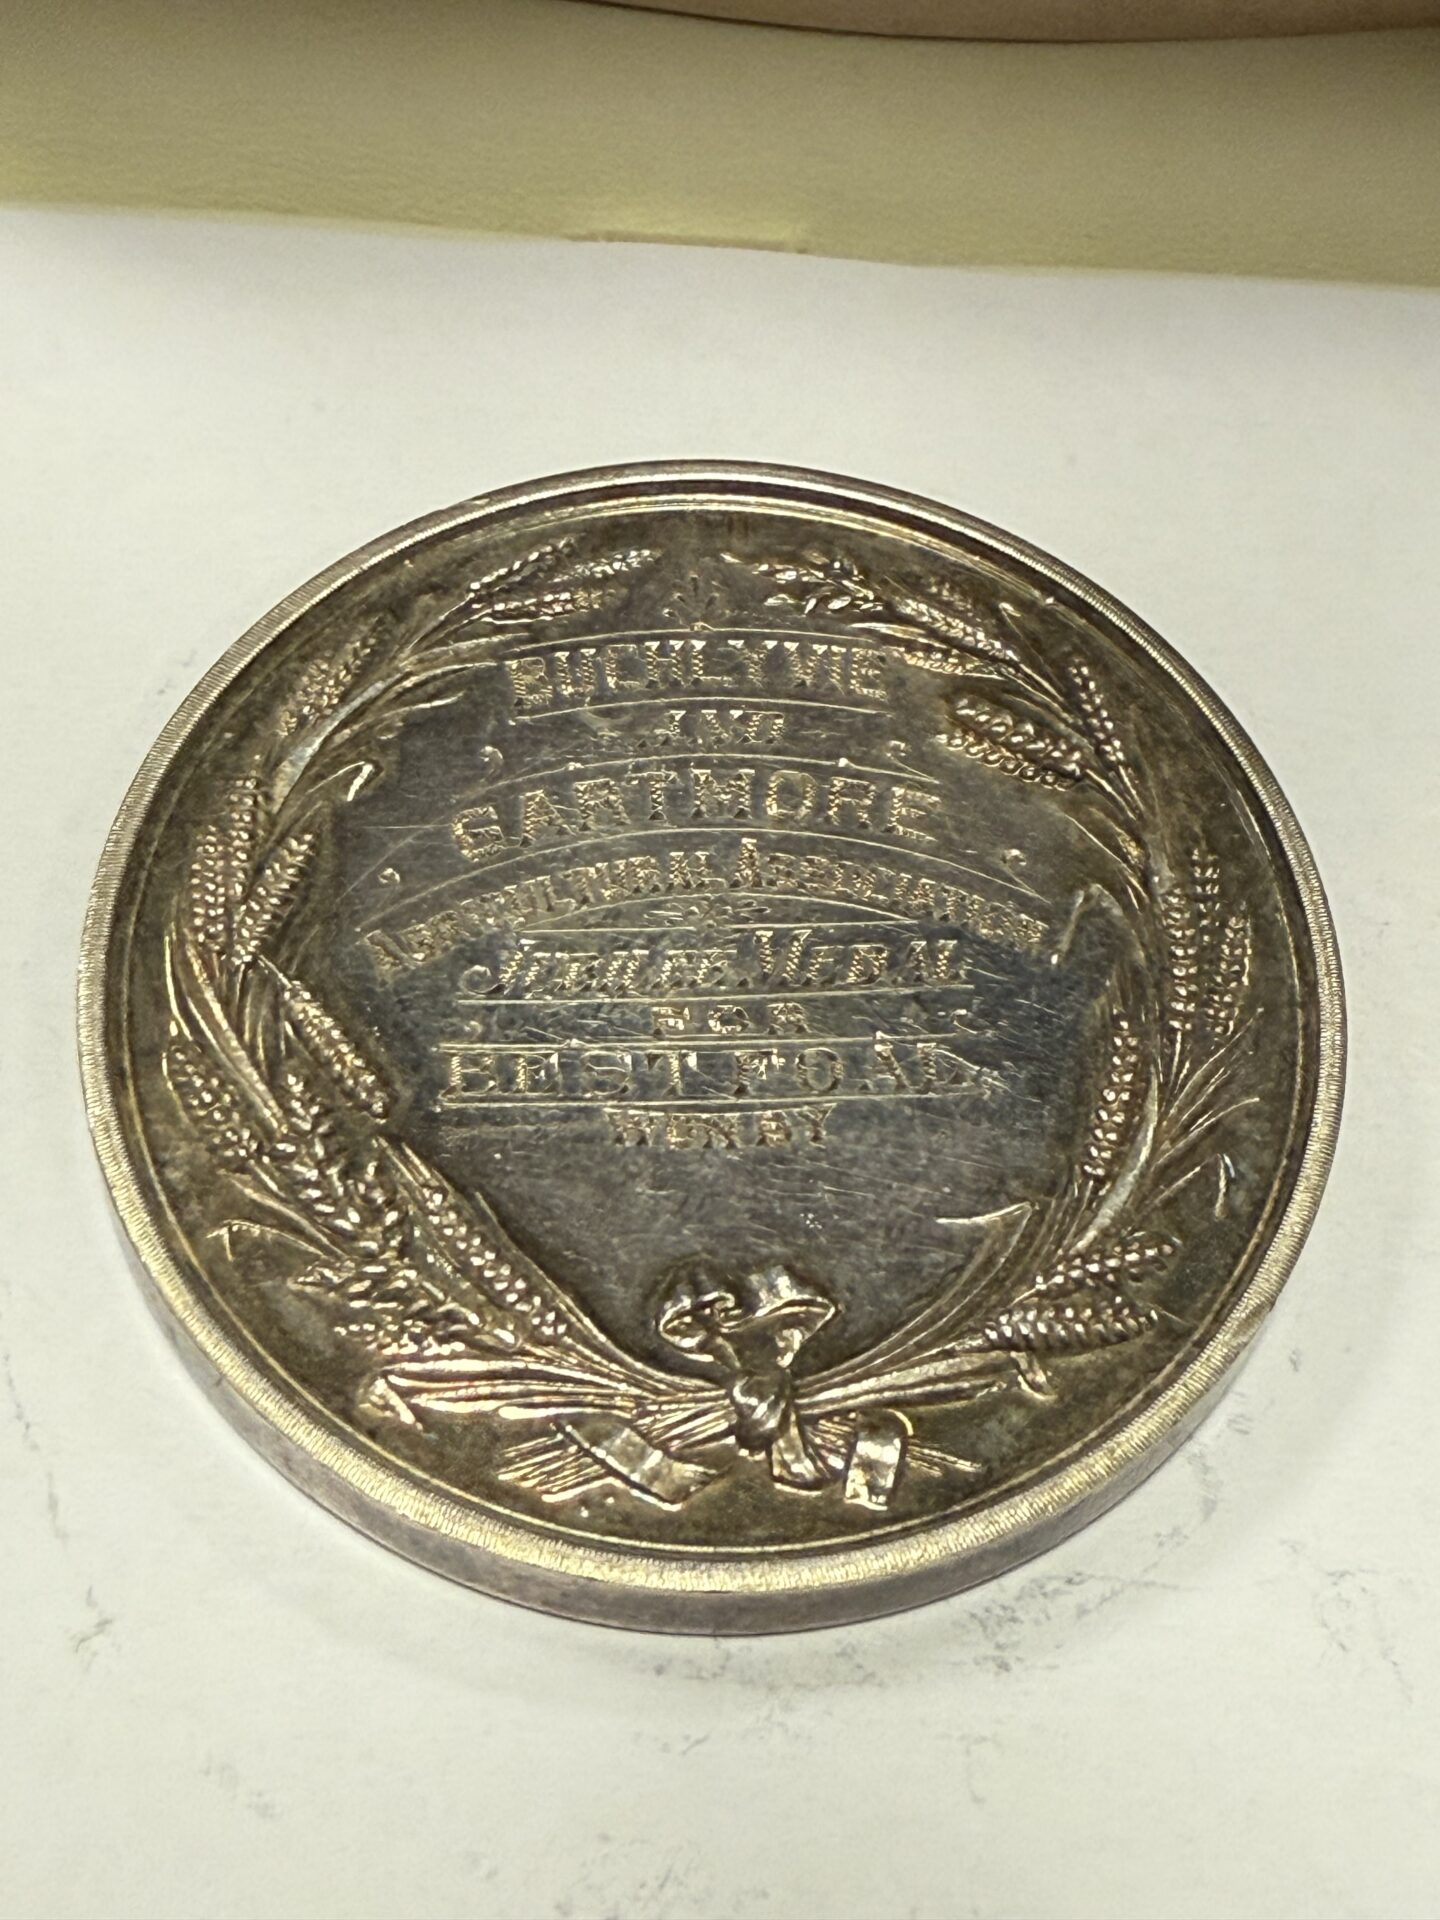 BUCHLYVIE
AND
GARTMORE
AGRICULTURAL ASSOCIATION
JUBILEE MEDAL
FOR
BEST FOAL
WON BY